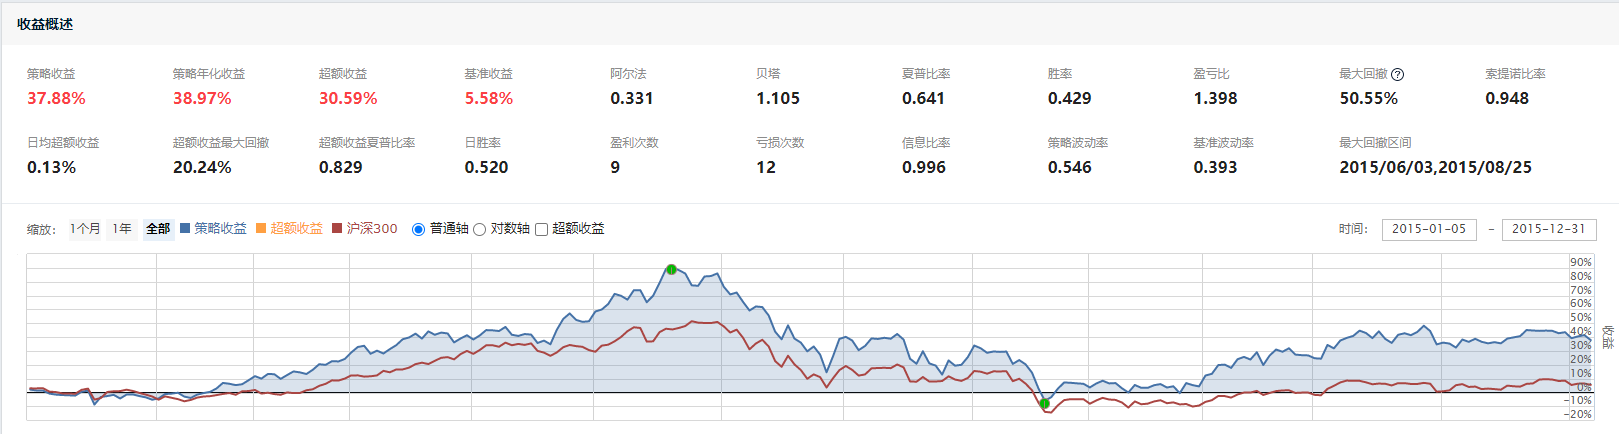 收益概述
策略收益 策略年化收益 超额收益 基准收益 阿尔法 贝塔 夏普比率 胜率 盈亏比 最大回撤 ? 索提诺比率
37.88% 38.97% 30.59% 5.58% 0.331 1.105 0.641 0.429 1.398 50.55% 0.948
日均超额收益 超额收益最大回撤 超额收益夏普比率 日胜率 盈利次数 亏损次数 信息比率 策略波动率 基准波动率 最大回撤区间
0.13% 20.24% 0.829 0.520 9 12 0.996 0.546 0.393 2015/06/03,2015/08/25
缩放: 1个月 1年 全部 策略收益 超额收益 沪深300 普通轴 对数轴 超额收益 时间: 2015-01-05 - 2015-12-31
90%
80%
70%
60%
50%
40%
30%
20%
10%
0%
-10%
-20%
收益